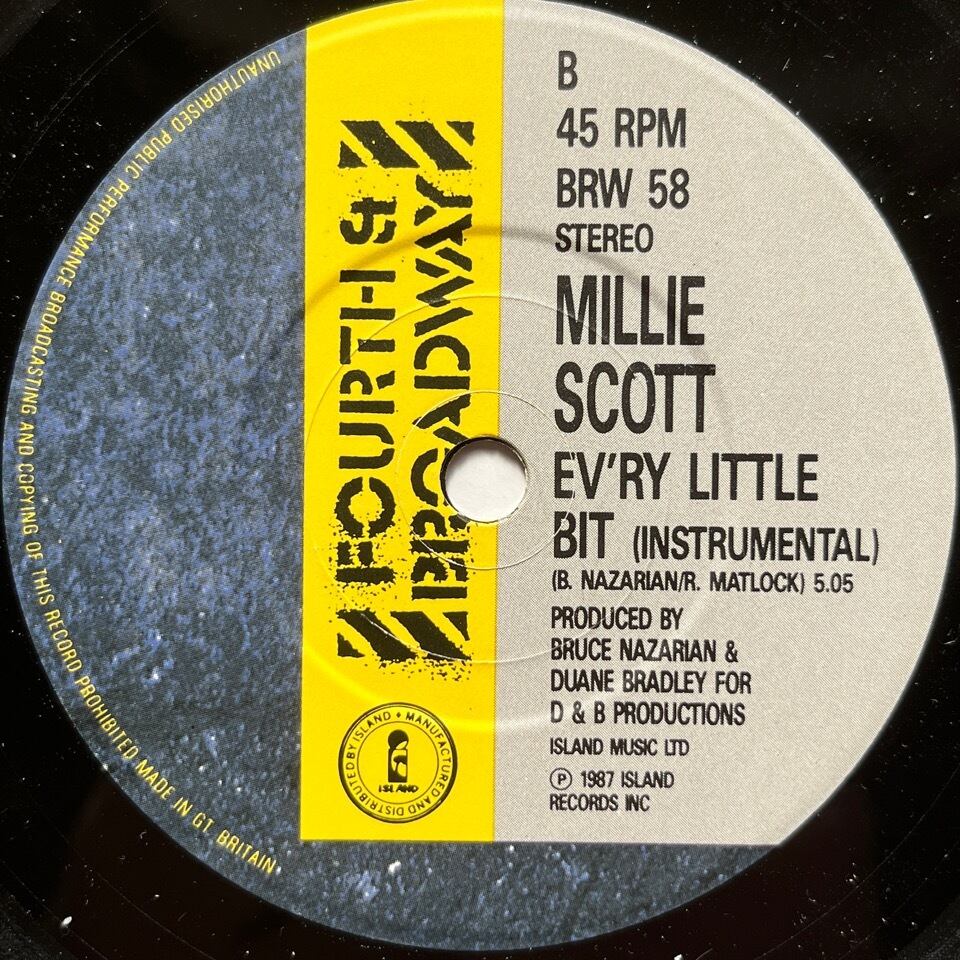 B
45 RPM
BRW 58
STEREO
MILLIE
SCOTT
EV'RY LITTLE
BIT (INSTRUMENTAL)
(B. NAZARIAN/R. MATLOCK) 5.05
PRODUCED BY
BRUCE NAZARIAN &
DUANE BRADLEY FOR
D & B PRODUCTIONS
ISLAND MUSIC LTD
Ⓟ 1987 ISLAND
RECORDS INC
FOURTH &
BROADWAY
MANUFACTURED AND DISTRIBUTED BY ISLAND
ISLAND
UNAUTHORISED PUBLIC PERFORMANCE BROADCASTING AND COPYING OF THIS RECORD PROHIBITED MADE IN GT BRITAIN